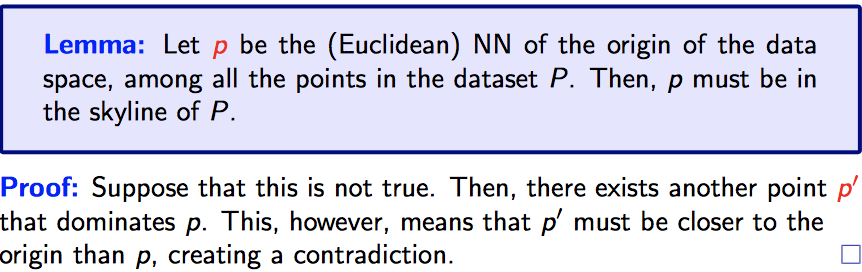 Lemma: Let p be the (Euclidean) NN of the origin of the data
space, among all the points in the dataset P. Then, p must be in
the skyline of P.
Proof: Suppose that this is not true. Then, there exists another point p′
that dominates p. This, however, means that p′ must be closer to the
origin than p, creating a contradiction. □